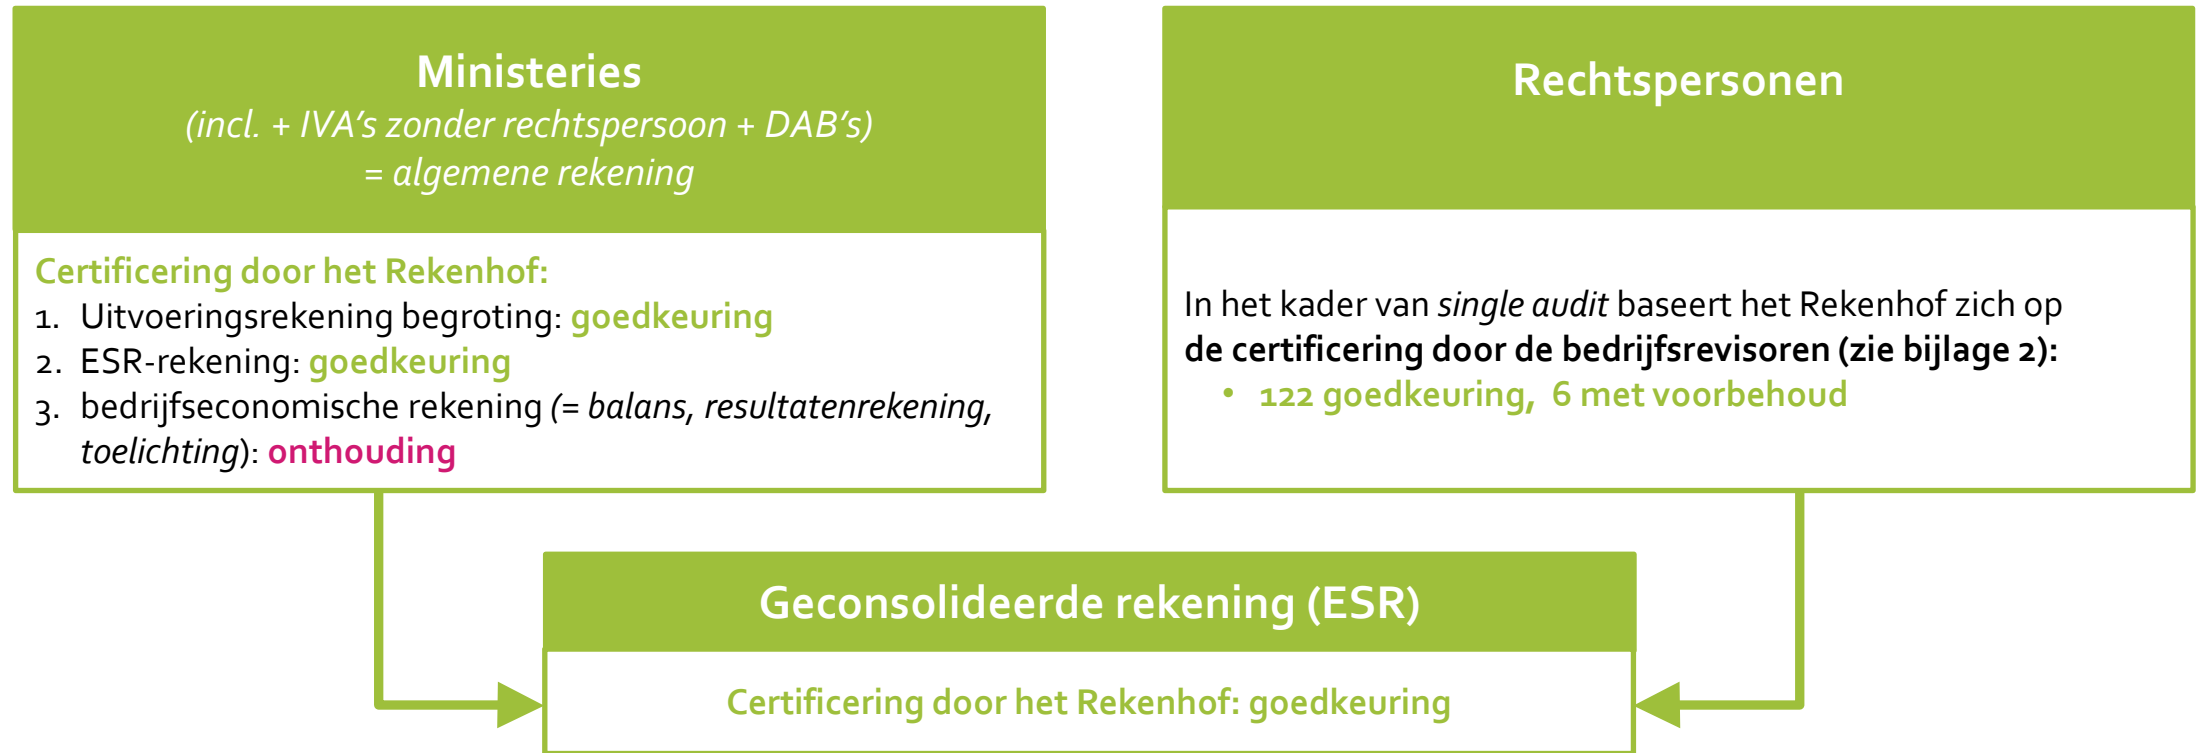 Ministeries
(incl. + IVA’s zonder rechtspersoon + DAB’s)
= algemene rekening
Certificering door het Rekenhof:
1. Uitvoeringsrekening begroting: goedkeuring
2. ESR-rekening: goedkeuring
3. bedrijfseconomische rekening (= balans, resultatenrekening,
toelichting): onthouding
Rechtspersonen
In het kader van single audit baseert het Rekenhof zich op
de certificering door de bedrijfsrevisoren (zie bijlage 2):
• 122 goedkeuring, 6 met voorbehoud
Geconsolideerde rekening (ESR)
Certificering door het Rekenhof: goedkeuring